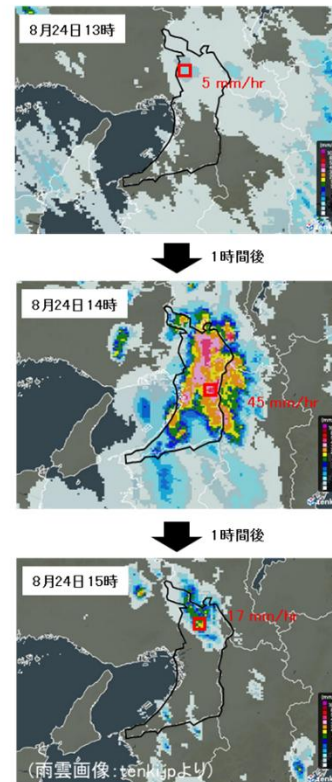 8月24日13時
5 mm/hr
1時間後
8月24日14時
45 mm/hr
1時間後
8月24日15時
17 mm/hr
(雨雲画像:tenki.jpより)